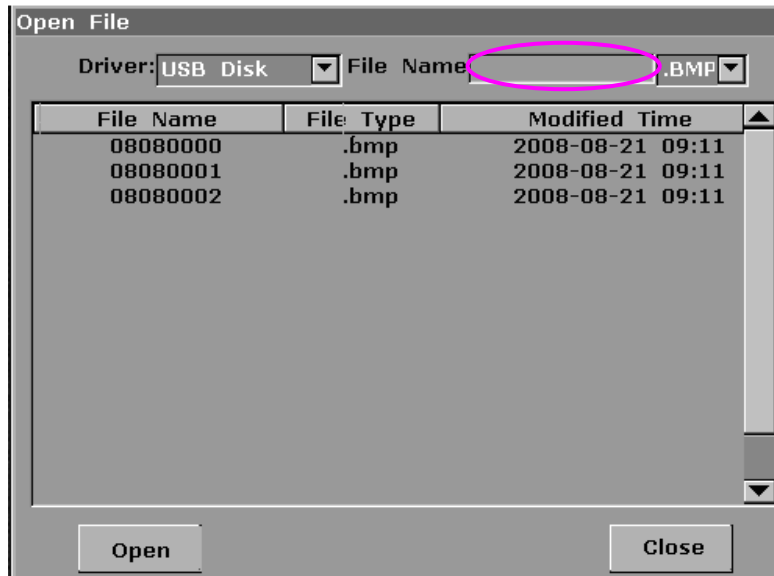 Open File
Driver: USB Disk File Name .BMP
File Name File Type Modified Time
08080000 .bmp 2008-08-21 09:11
08080001 .bmp 2008-08-21 09:11
08080002 .bmp 2008-08-21 09:11
Open Close